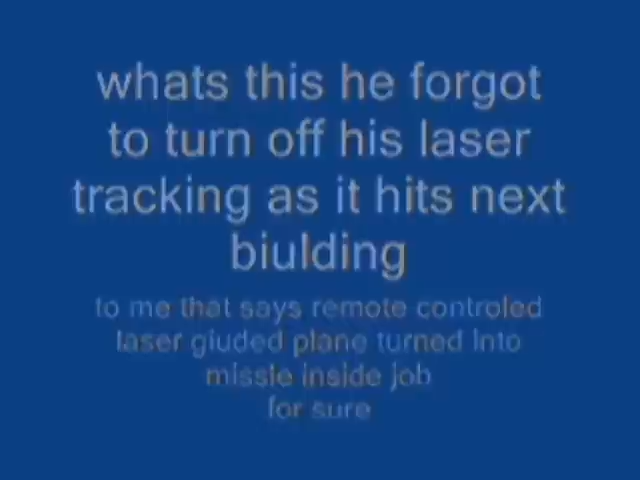 whats this he forgot
to turn off his laser
tracking as it hits next
biulding
to me that says remote controled
laser giuded plane turned into
missle inside job
for sure